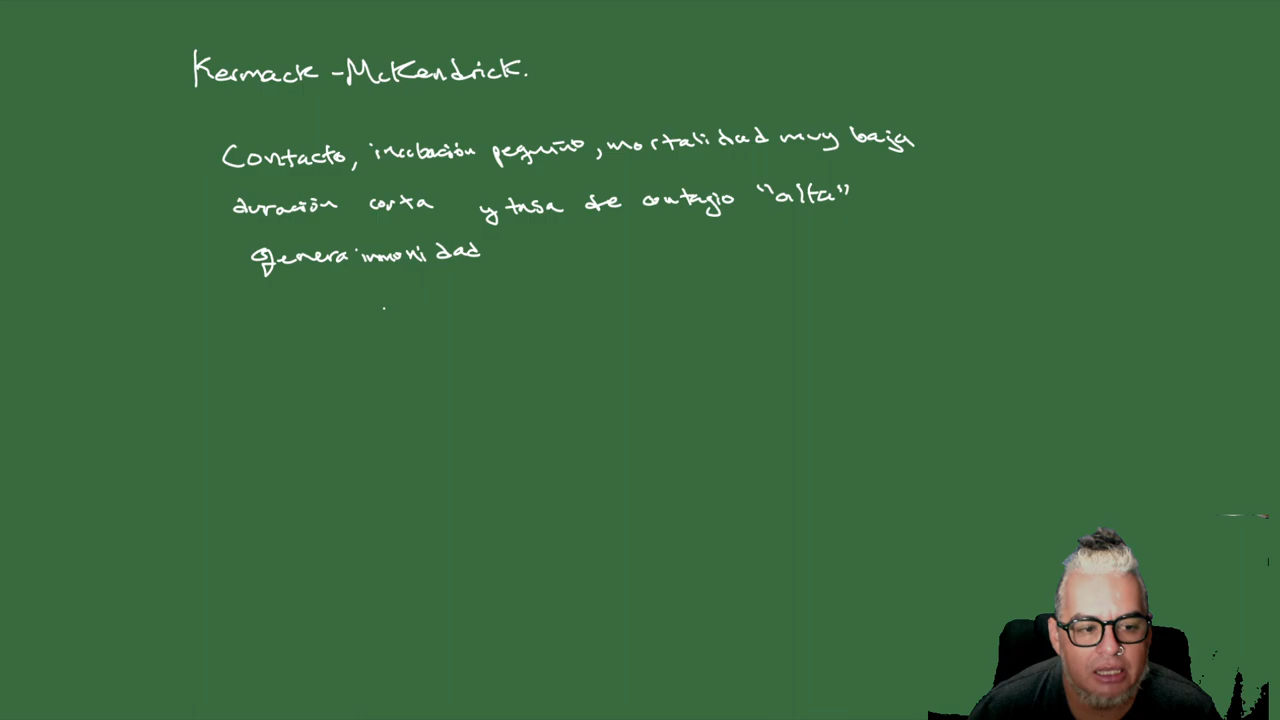 Kermack - McKendrick.
Contacto, incubación pequeño, mortalidad muy baja
duración corta y tasa de contagio "alta"
genera inmunidad